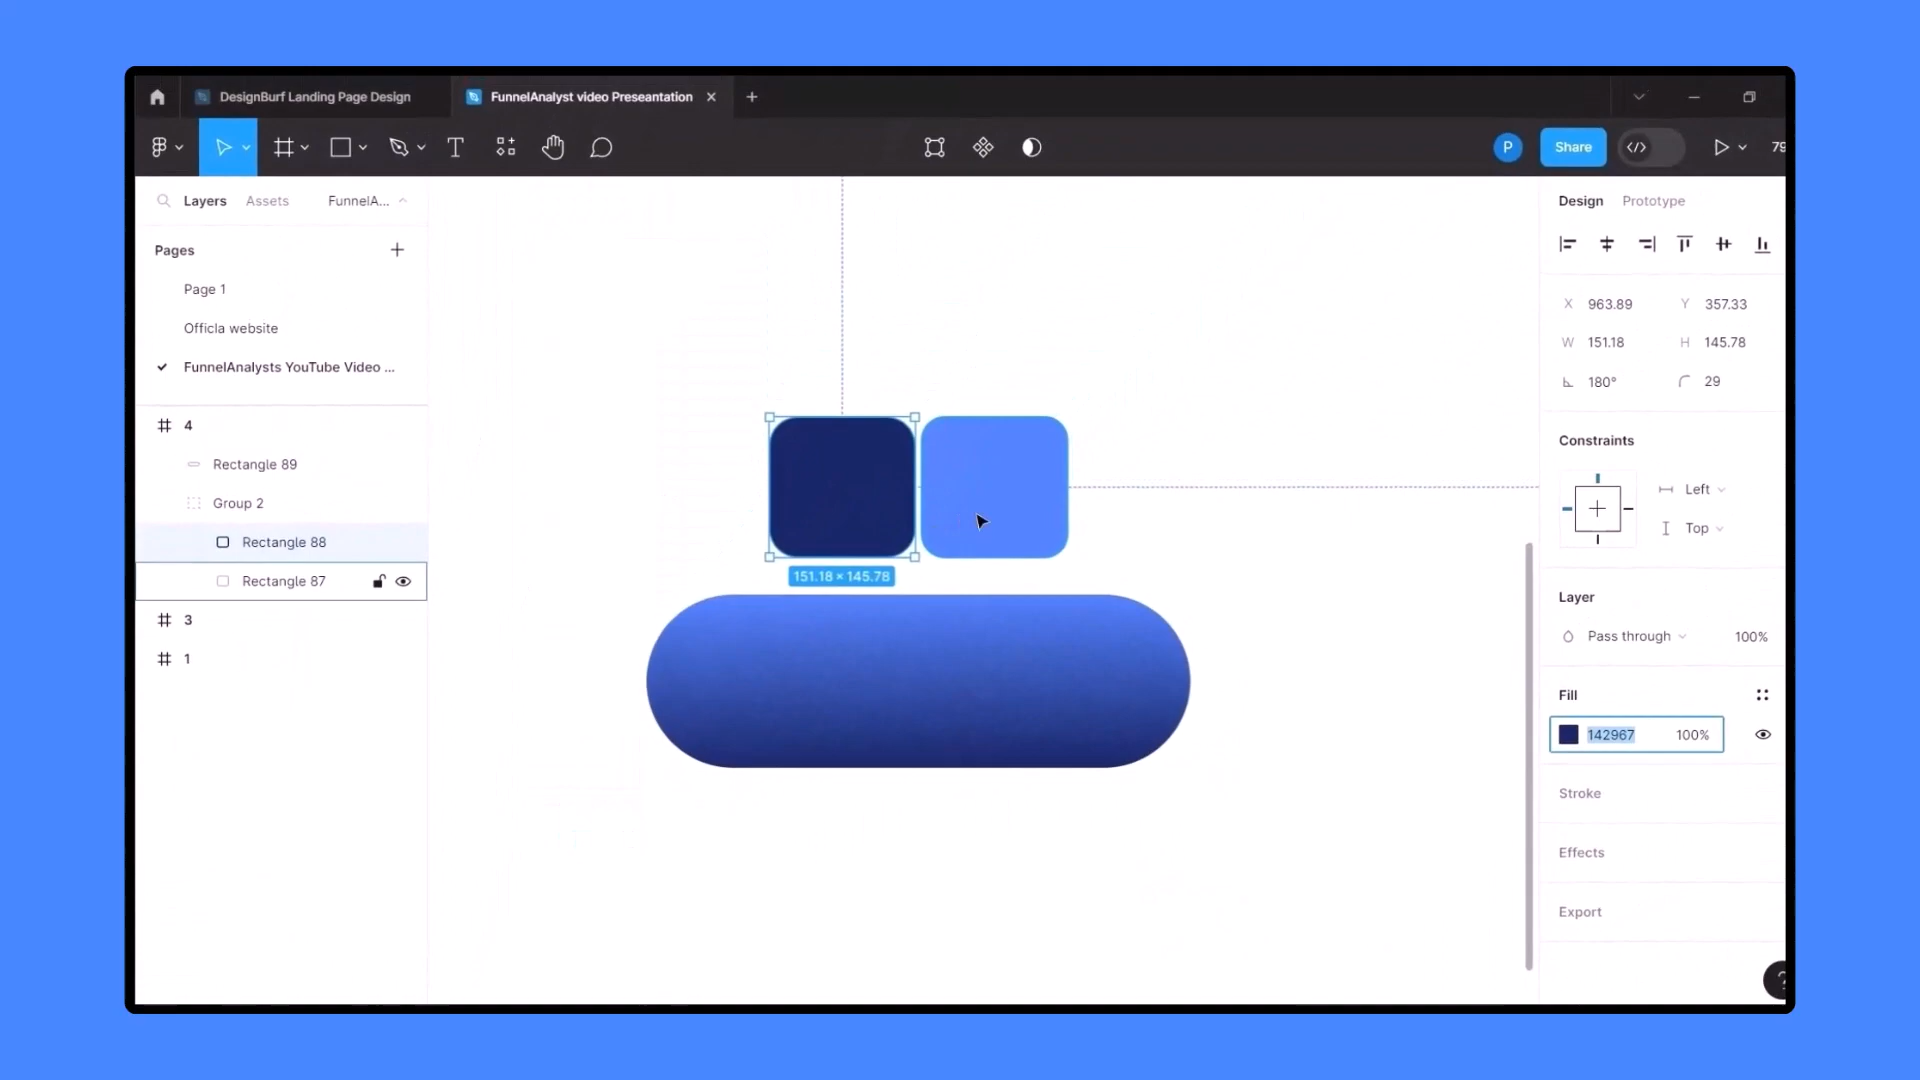 DesignBurf Landing Page Design
FunnelAnalyst video Preseantation
P
Share
79
Layers
Assets
FunnelA...
Pages
Page 1
Officla website
FunnelAnalysts YouTube Video ...
4
Rectangle 89
Group 2
Rectangle 88
Rectangle 87
3
1
151.18 × 145.78
Design
Prototype
X 963.89
Y 357.33
W 151.18
H 145.78
180°
29
Constraints
Left
Top
Layer
Pass through
100%
Fill
142967
100%
Stroke
Effects
Export
?